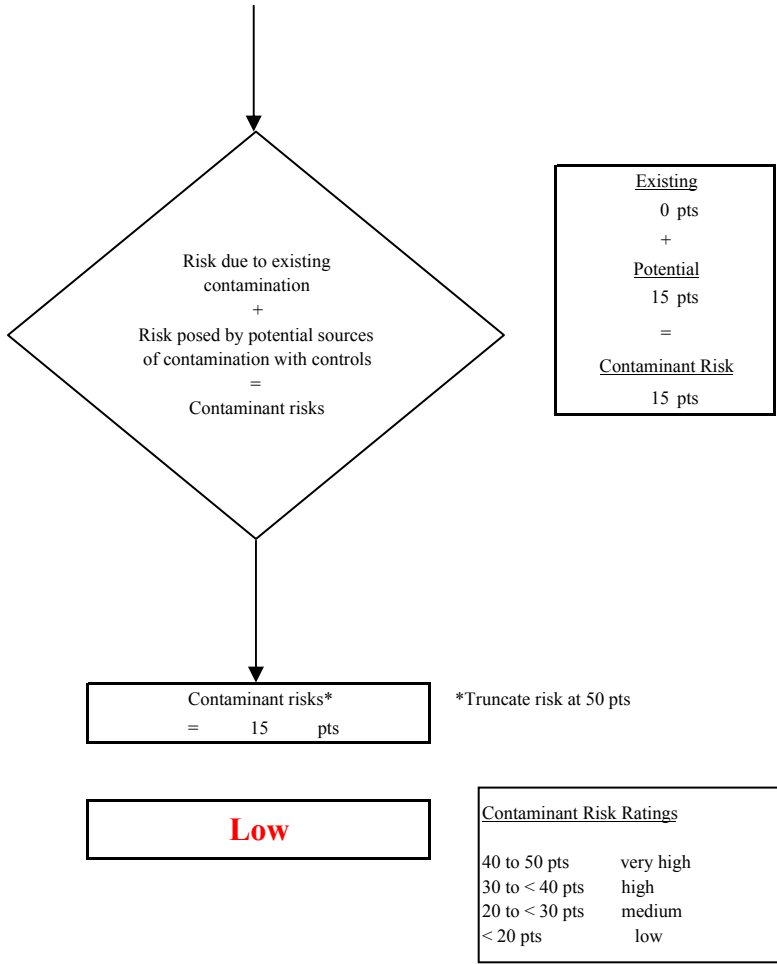 Risk due to existing
contamination
+
Risk posed by potential sources
of contamination with controls
=
Contaminant risks
Existing
0 pts
+
Potential
15 pts
=
Contaminant Risk
15 pts
Contaminant risks*
= 15 pts
*Truncate risk at 50 pts
Low
Contaminant Risk Ratings
40 to 50 pts very high
30 to < 40 pts high
20 to < 30 pts medium
< 20 pts low